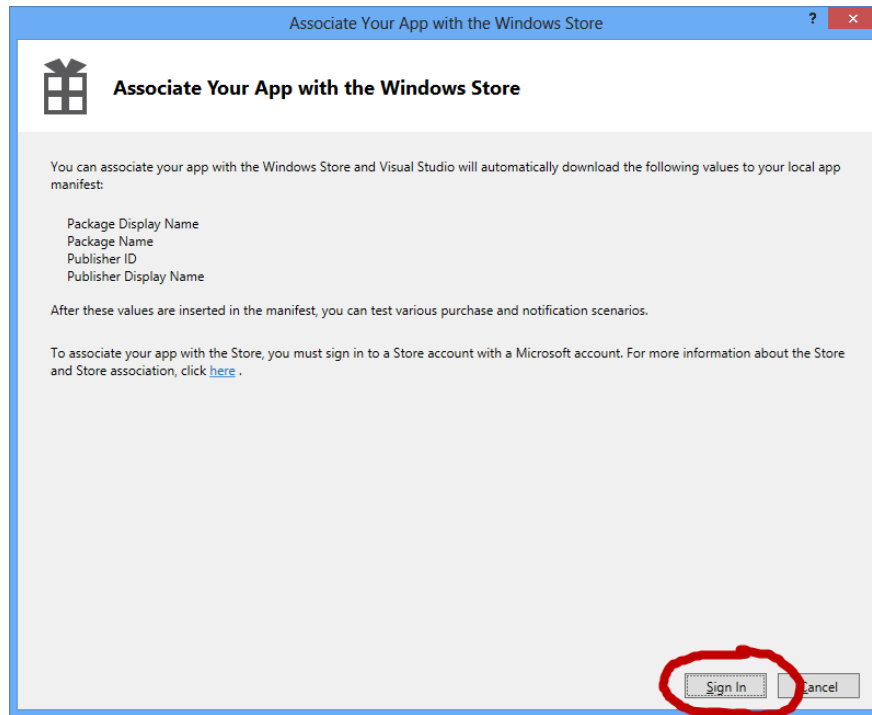 Associate Your App with the Windows Store
?
Associate Your App with the Windows Store
You can associate your app with the Windows Store and Visual Studio will automatically download the following values to your local app
manifest:
Package Display Name
Package Name
Publisher ID
Publisher Display Name
After these values are inserted in the manifest, you can test various purchase and notification scenarios.
To associate your app with the Store, you must sign in to a Store account with a Microsoft account. For more information about the Store
and Store association, click here .
Sign In
Cancel